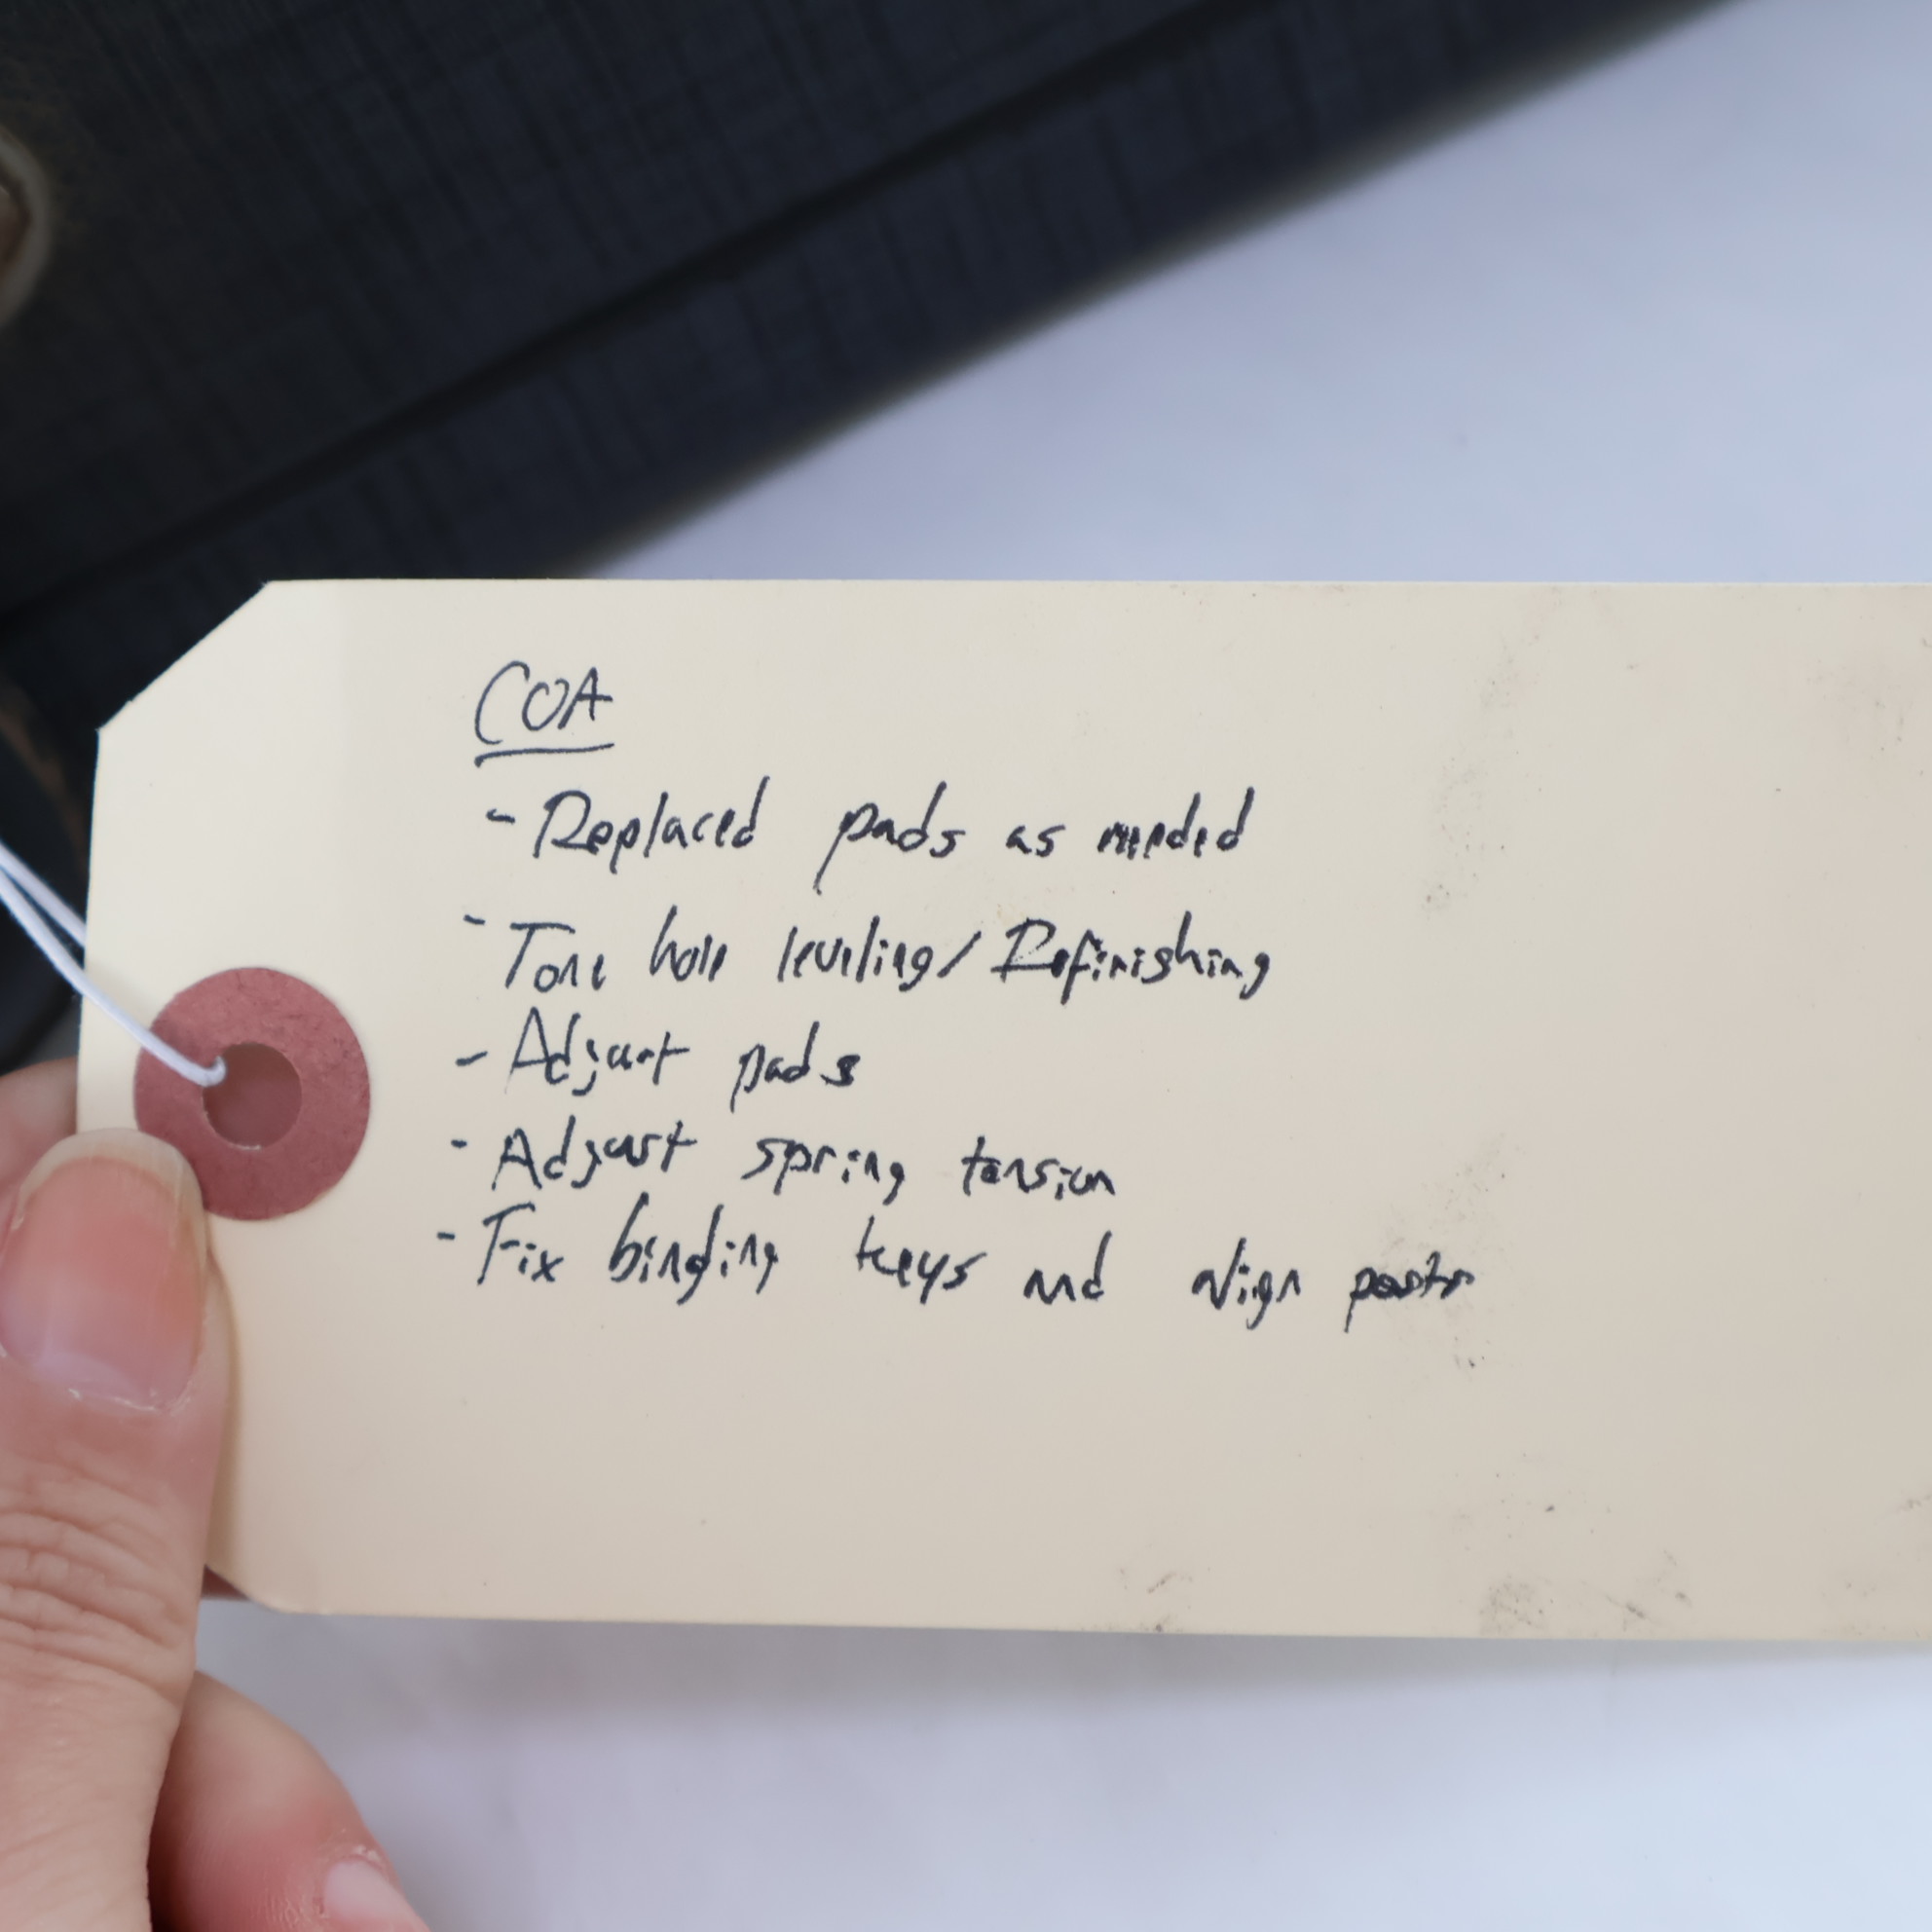 COA
- Replaced pads as needed
- Tone hole leveling/Refinishing
- Adjust pads
- Adjust spring tension
- Fix binding keys and align posts